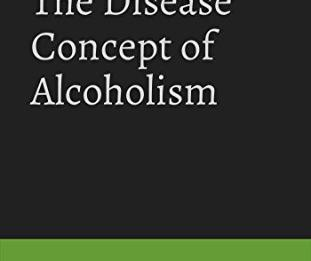 The Disease
Concept of
Alcoholism